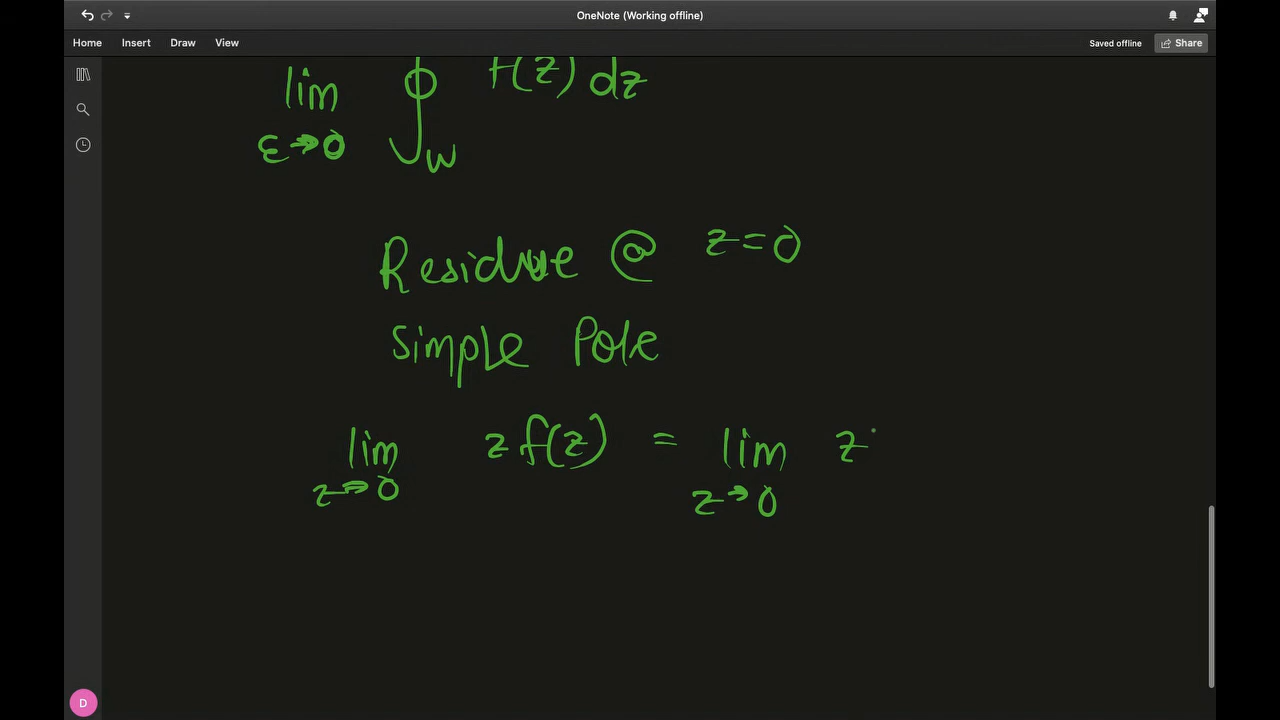 OneNote (Working offline)
Home Insert Draw View
Saved offline Share
lim ∮ f(z) dz
ε→0 w
Residue @ z=0
Simple Pole
lim z f(z) = lim z
z→0 z→0
D